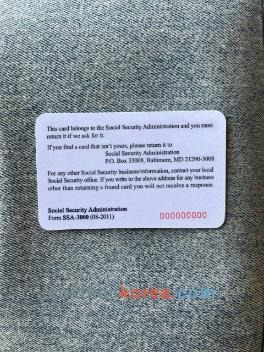 This card belongs to the Social Security Administration and you must
return it if we ask for it.
If you find a card that isn't yours, please return it to:
Social Security Administration
P.O. Box 33008, Baltimore, MD 21290-3008
For any other Social Security business/information, contact your local
Social Security office. If you write to the above address for any business
other than returning a found card you will not receive a response.
Social Security Administration
Form SSA-3000 (08-2011)
000000000